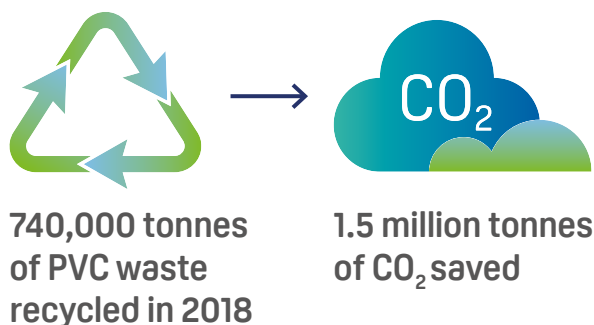 CO₂
740,000 tonnes
of PVC waste
recycled in 2018
1.5 million tonnes
of CO₂ saved